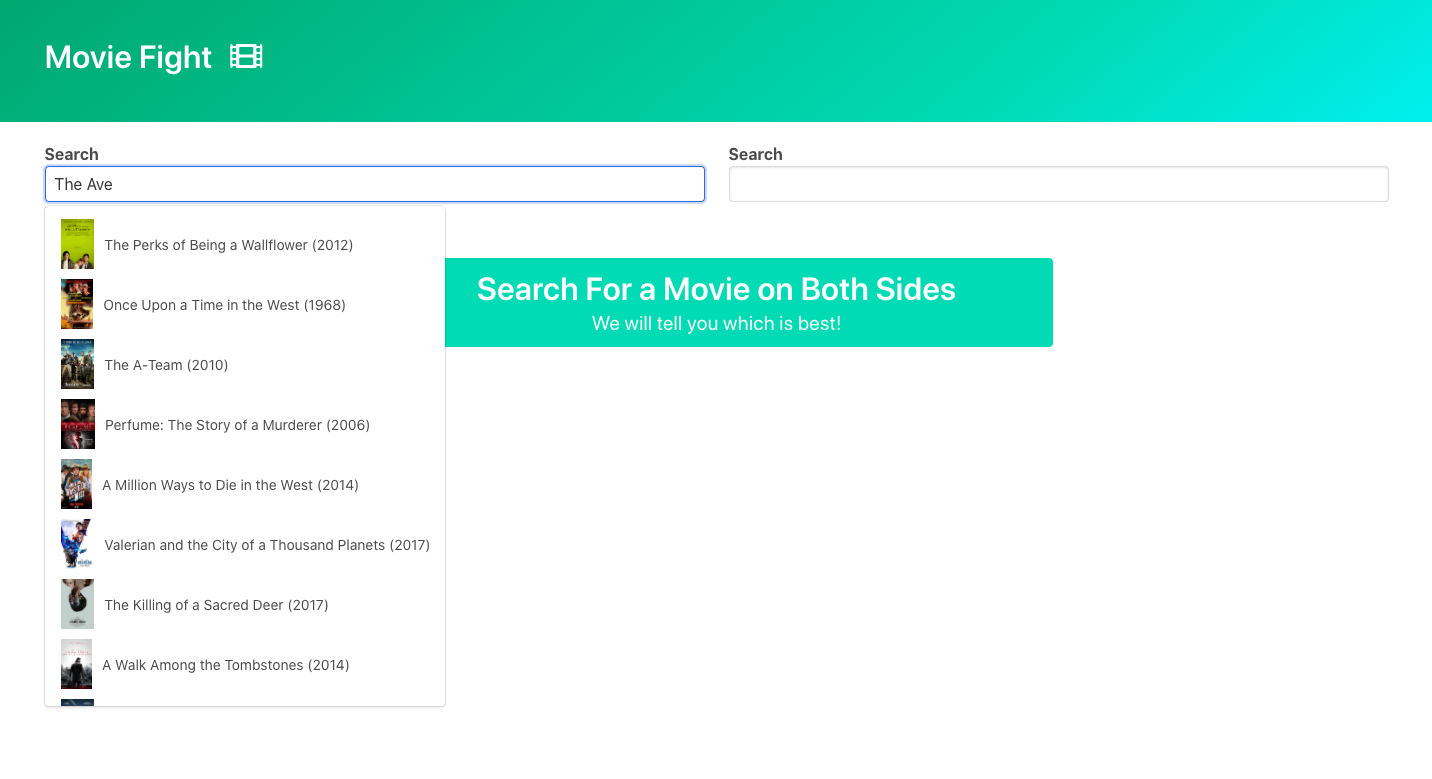 Movie Fight
Search
The Ave
Search
The Perks of Being a Wallflower (2012)
Once Upon a Time in the West (1968)
The A-Team (2010)
Perfume: The Story of a Murderer (2006)
A Million Ways to Die in the West (2014)
Valerian and the City of a Thousand Planets (2017)
The Killing of a Sacred Deer (2017)
A Walk Among the Tombstones (2014)
Search For a Movie on Both Sides
We will tell you which is best!